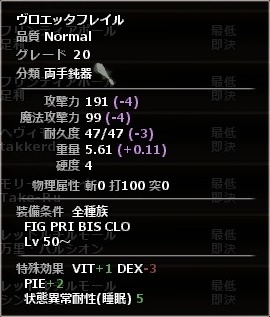 ヴロエッタフレイル
品質 Normal
グレード 20
分類 両手鈍器
攻撃力 191 (-4)
魔法攻撃力 99 (-4)
耐久度 47/47 (-3)
重量 5.61 (+0.11)
硬度 4
物理属性 斬0 打100 突0
装備条件 全種族
FIG PRI BIS CLO
Lv 50～
特殊効果 VIT+1 DEX-3
PIE+2
状態異常耐性(睡眠) 5